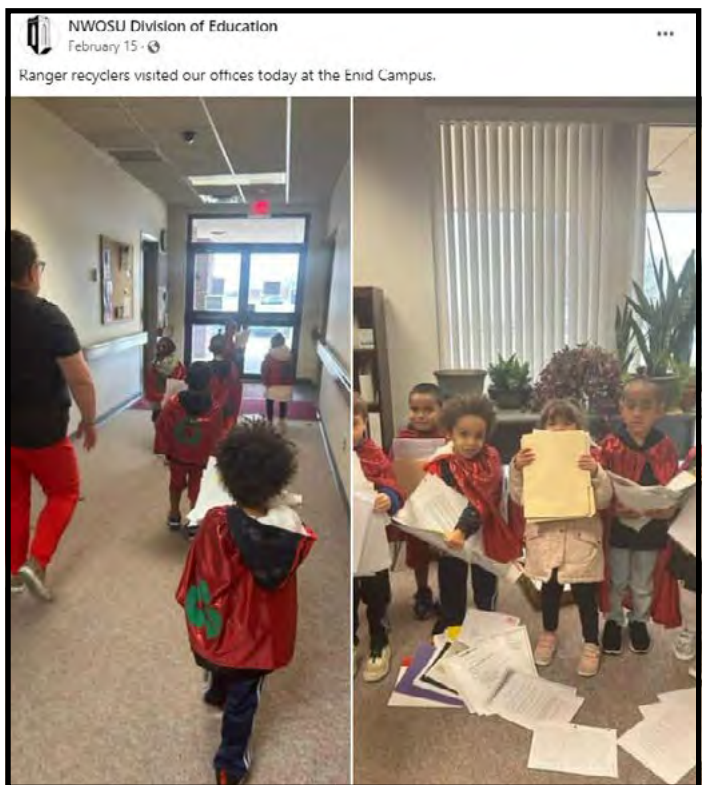 NWOSU Division of Education
February 15 ·
Ranger recyclers visited our offices today at the Enid Campus.